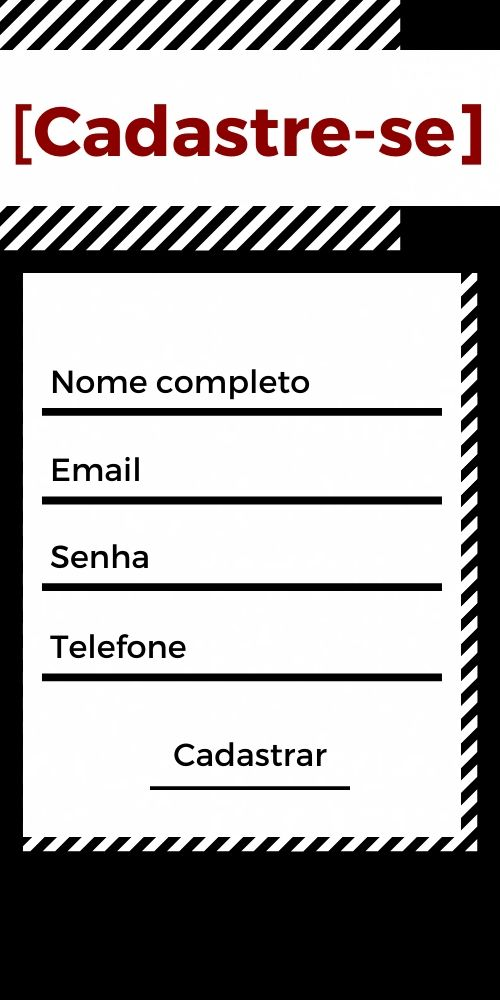 [Cadastre-se]
Nome completo
Email
Senha
Telefone
Cadastrar